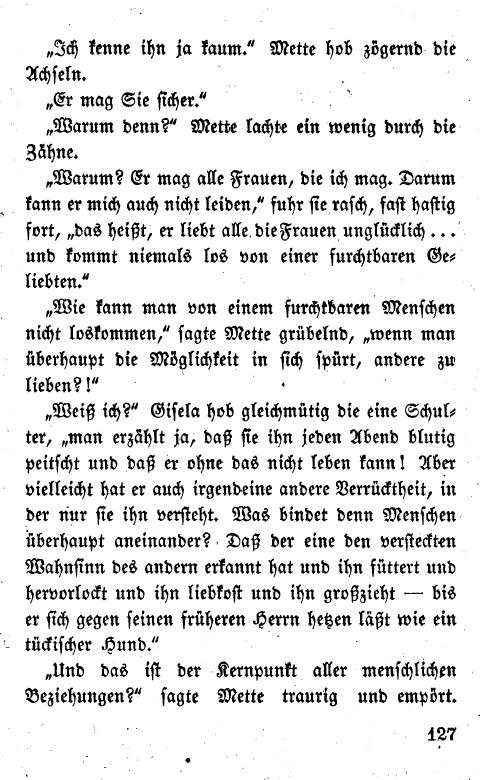 „Ich kenne ihn ja kaum.“ Mette hob zögernd die
Achseln.
„Er mag Sie sicher.“
„Warum denn?“ Mette lachte ein wenig durch die
Zähne.
„Warum? Er mag alle Frauen, die ich mag. Darum
kann er mich auch nicht leiden,“ fuhr sie rasch, fast hastig
fort, „das heißt, er liebt alle die Frauen unglücklich ...
und kommt niemals los von einer furchtbaren Ge-
liebten.“
„Wie kann man von einem furchtbaren Menschen
nicht loskommen,“ sagte Mette grübelnd, „wenn man
überhaupt die Möglichkeit in sich spürt, andere zu
lieben?!“
„Weiß ich?“ Gisela hob gleichmütig die eine Schul-
ter, „man erzählt ja, daß sie ihn jeden Abend blutig
peitscht und daß er ohne das nicht leben kann! Aber
vielleicht hat er auch irgendeine andere Verrücktheit, in
der nur sie ihn versteht. Was bindet denn Menschen
überhaupt aneinander? Daß der eine den versteckten
Wahnsinn des andern erkannt hat und ihn füttert und
hervorlockt und ihn liebkost und ihn großzieht — bis
er sich gegen seinen früheren Herrn hetzen läßt wie ein
tückischer Hund.“
„Und das ist der Kernpunkt aller menschlichen
Beziehungen?“ sagte Mette traurig und empört.
127